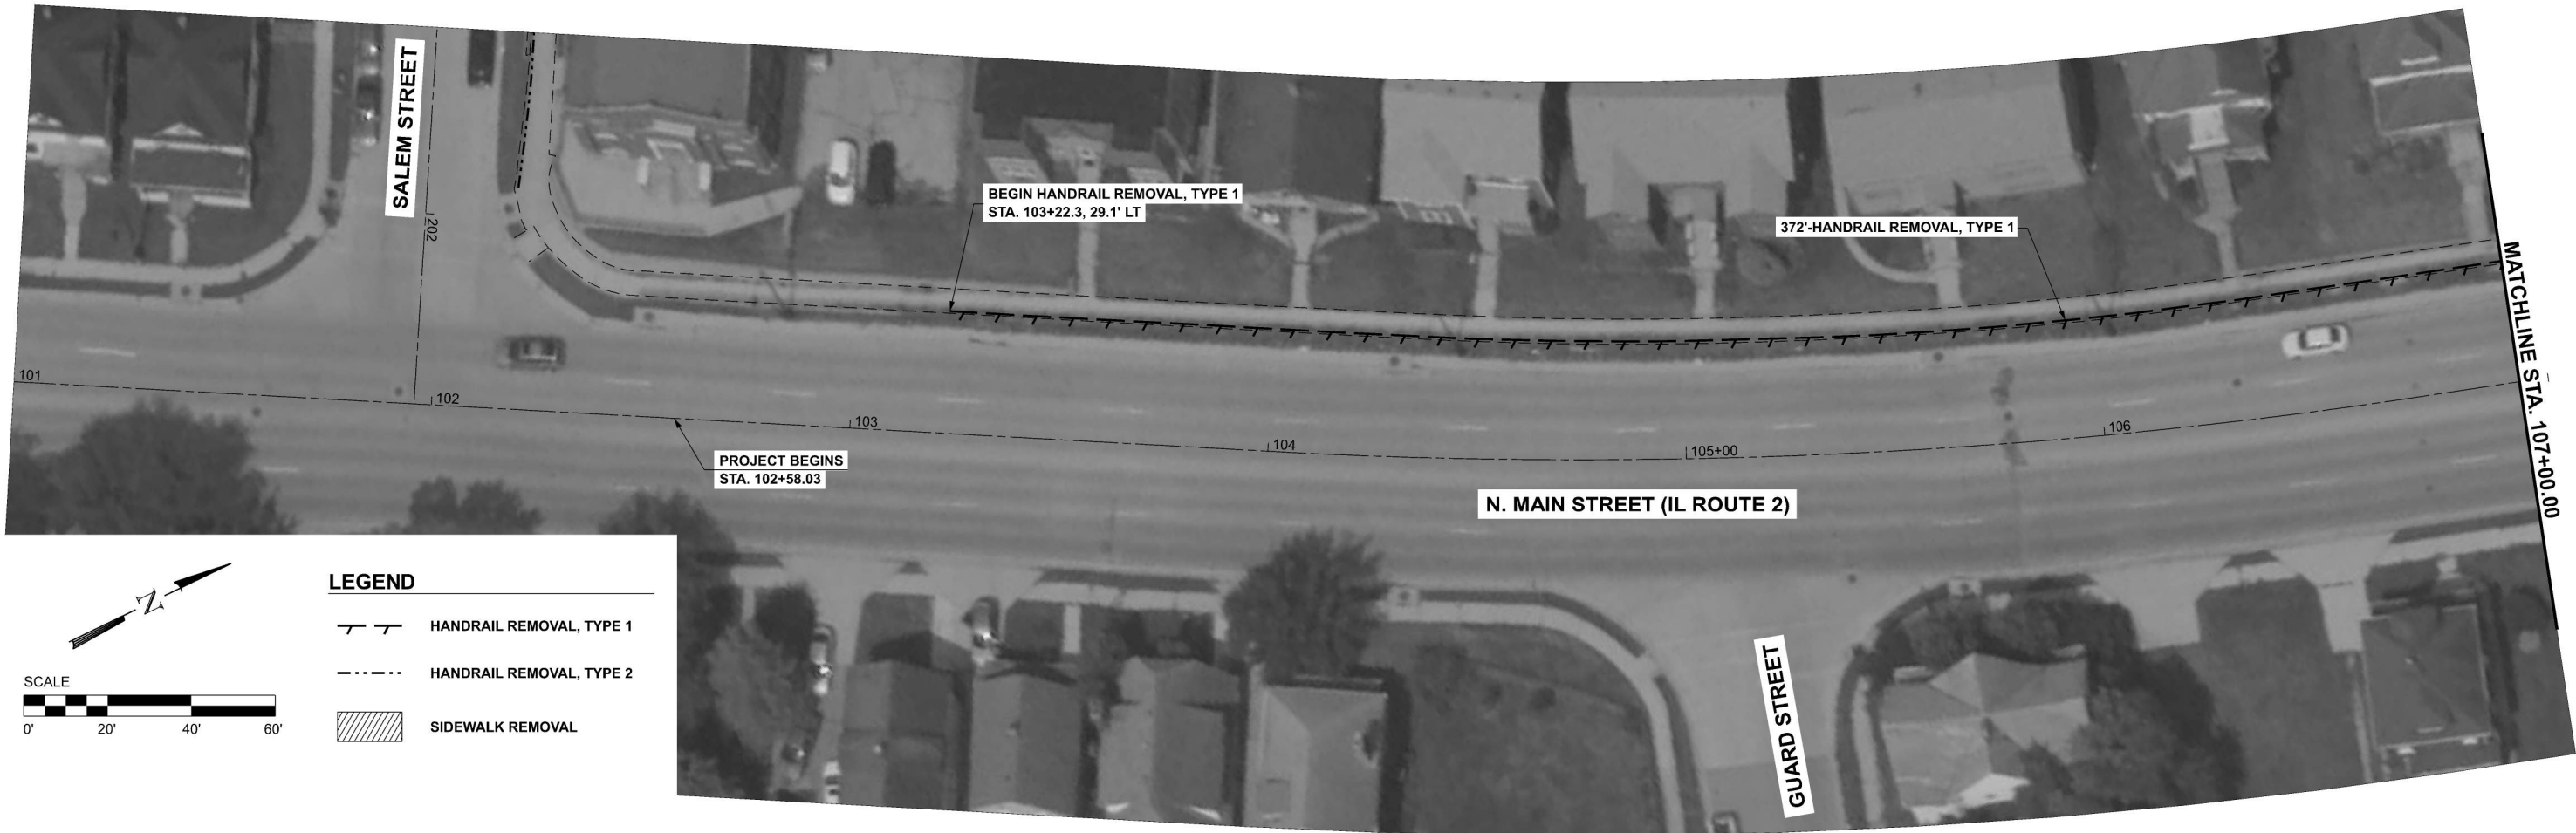 SALEM STREET
202
BEGIN HANDRAIL REMOVAL, TYPE 1
STA. 103+22.3, 29.1' LT
372'-HANDRAIL REMOVAL, TYPE 1
MATCHLINE STA. 107+00.00
101
102
103
104
105+00
106
PROJECT BEGINS
STA. 102+58.03
N. MAIN STREET (IL ROUTE 2)
GUARD STREET
N
LEGEND
HANDRAIL REMOVAL, TYPE 1
HANDRAIL REMOVAL, TYPE 2
SIDEWALK REMOVAL
SCALE
0' 20' 40' 60'